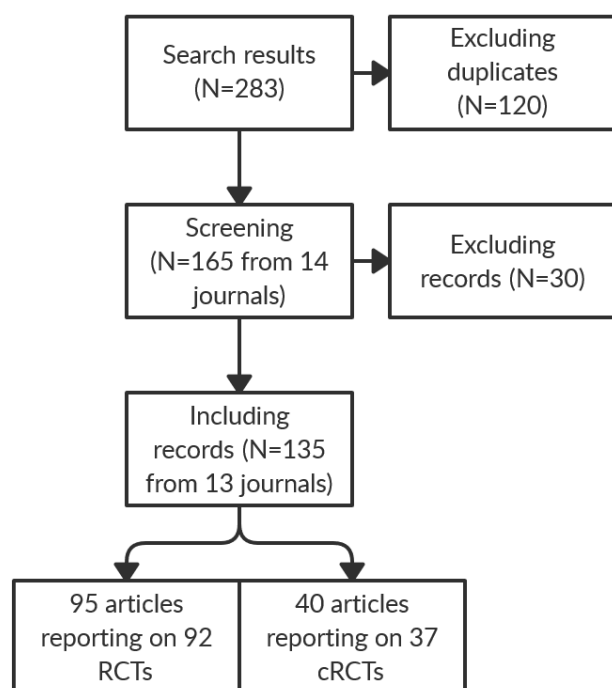 Search results
(N=283)
Excluding
duplicates
(N=120)
Screening
(N=165 from 14
journals)
Excluding
records (N=30)
Including
records (N=135
from 13 journals)
95 articles
reporting on 92
RCTs
40 articles
reporting on 37
cRCTs